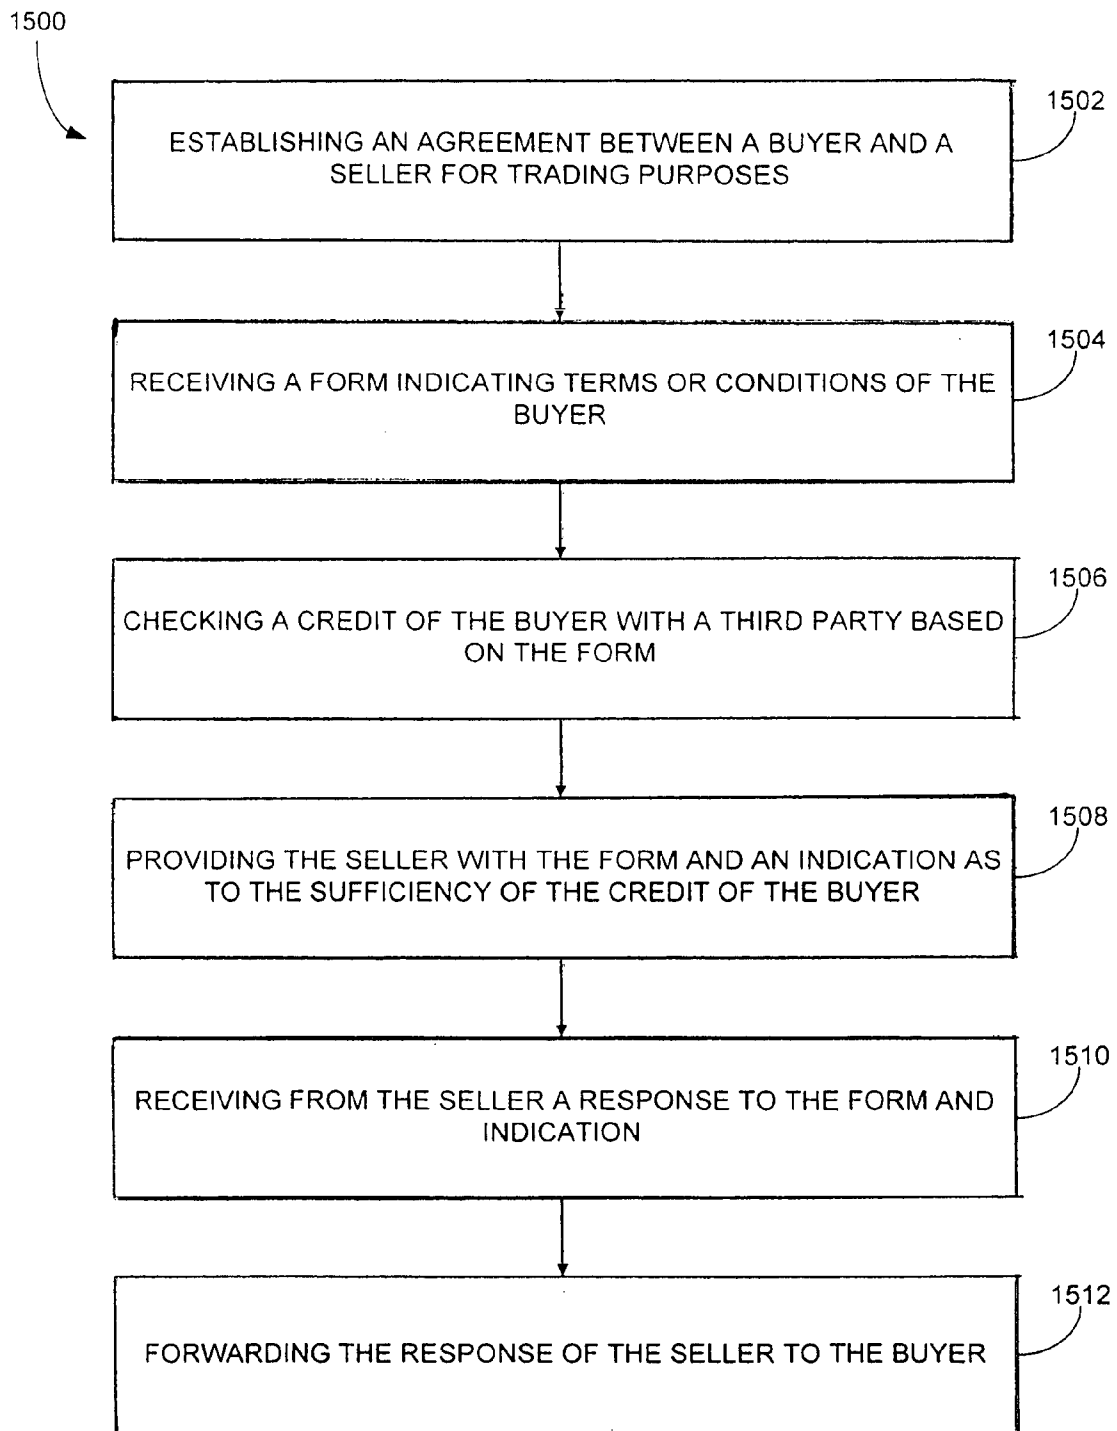 1500
1502
ESTABLISHING AN AGREEMENT BETWEEN A BUYER AND A
SELLER FOR TRADING PURPOSES
1504
RECEIVING A FORM INDICATING TERMS OR CONDITIONS OF THE
BUYER
1506
CHECKING A CREDIT OF THE BUYER WITH A THIRD PARTY BASED
ON THE FORM
1508
PROVIDING THE SELLER WITH THE FORM AND AN INDICATION AS
TO THE SUFFICIENCY OF THE CREDIT OF THE BUYER
1510
RECEIVING FROM THE SELLER A RESPONSE TO THE FORM AND
INDICATION
1512
FORWARDING THE RESPONSE OF THE SELLER TO THE BUYER